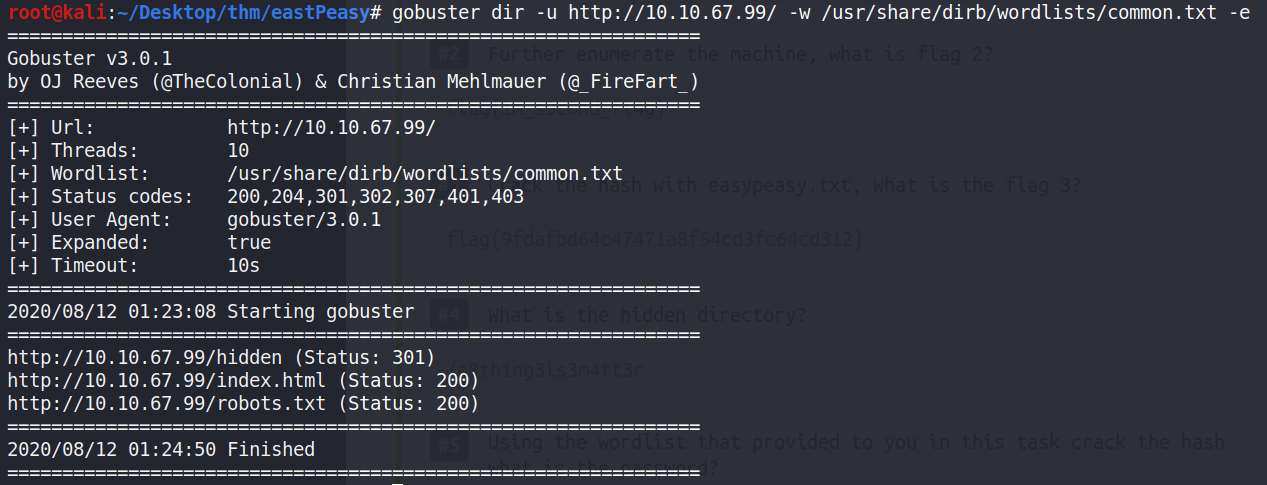 root@kali:~/Desktop/thm/eastPeasy# gobuster dir -u http://10.10.67.99/ -w /usr/share/dirb/wordlists/common.txt -e
===============================================================
#2 Further enumerate the machine, what is flag 2?
Gobuster v3.0.1
by OJ Reeves (@TheColonial) & Christian Mehlmauer (@_FireFart_)
===============================================================
[+] Url:            http://10.10.67.99/
[+] Threads:        10
[+] Wordlist:       /usr/share/dirb/wordlists/common.txt
the hash with easypeasy.txt, What is the flag 3?
[+] Status codes:   200,204,301,302,307,401,403
[+] User Agent:     gobuster/3.0.1
[+] Expanded:       true
flag{9fdafbd64c47471a8f54cd3fc64cd312}
[+] Timeout:        10s
===============================================================
2020/08/12 01:23:08 Starting gobuster
#4 What is the hidden directory?
===============================================================
http://10.10.67.99/hidden (Status: 301)
http://10.10.67.99/index.html (Status: 200)
http://10.10.67.99/robots.txt (Status: 200)
===============================================================
2020/08/12 01:24:50 Finished
#5 Using the wordlist that provided to you in this task crack the hash
what is the password?
===============================================================